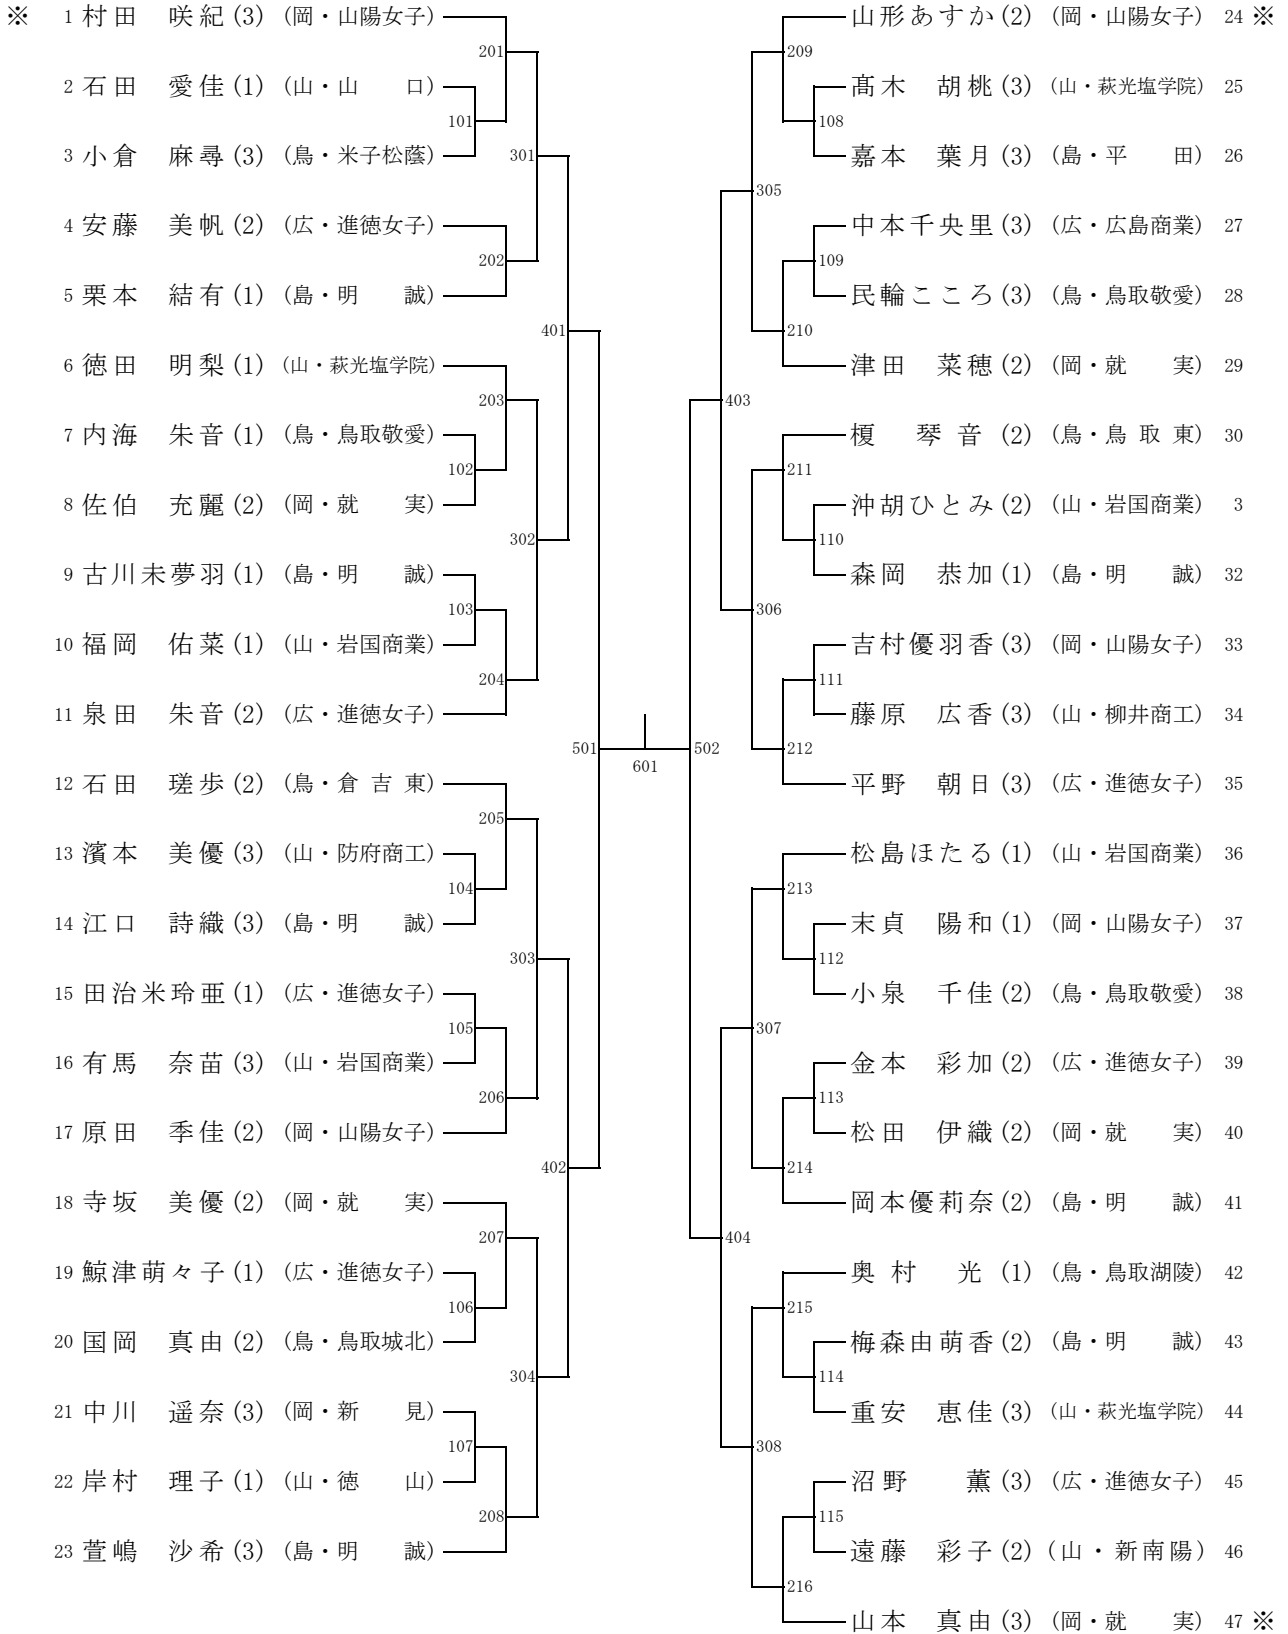 ※ 1 村田 咲紀(3) (岡・山陽女子)
2 石田 愛佳(1) (山・山 口)
3 小倉 麻尋(3) (鳥・米子松蔭)
4 安藤 美帆(2) (広・進徳女子)
5 栗本 結有(1) (島・明 誠)
6 徳田 明梨(1) (山・萩光塩学院)
7 内海 朱音(1) (鳥・鳥取敬愛)
8 佐伯 充麗(2) (岡・就 実)
9 古川未夢羽(1) (島・明 誠)
10 福岡 佑菜(1) (山・岩国商業)
11 泉田 朱音(2) (広・進徳女子)
12 石田 瑳歩(2) (鳥・倉吉東)
13 濱本 美優(3) (山・防府商工)
14 江口 詩織(3) (島・明 誠)
15 田治米玲亜(1) (広・進徳女子)
16 有馬 奈苗(3) (山・岩国商業)
17 原田 季佳(2) (岡・山陽女子)
18 寺坂 美優(2) (岡・就 実)
19 鯨津萌々子(1) (広・進徳女子)
20 国岡 真由(2) (鳥・鳥取城北)
21 中川 遥奈(3) (岡・新 見)
22 岸村 理子(1) (山・徳 山)
23 萱嶋 沙希(3) (島・明 誠)
201
101
301
202
401
203
102
302
103
204
501
205
104
303
105
206
402
207
106
304
107
208
601
山形あすか(2) (岡・山陽女子) 24 ※
髙木 胡桃(3) (山・萩光塩学院) 25
嘉本 葉月(3) (島・平 田) 26
中本千央里(3) (広・広島商業) 27
民輪こころ(3) (鳥・鳥取敬愛) 28
津田 菜穂(2) (岡・就 実) 29
榎 琴音(2) (鳥・鳥取東) 30
沖胡ひとみ(2) (山・岩国商業) 3
森岡 恭加(1) (島・明 誠) 32
吉村優羽香(3) (岡・山陽女子) 33
藤原 広香(3) (山・柳井商工) 34
平野 朝日(3) (広・進徳女子) 35
松島ほたる(1) (山・岩国商業) 36
末貞 陽和(1) (岡・山陽女子) 37
小泉 千佳(2) (鳥・鳥取敬愛) 38
金本 彩加(2) (広・進徳女子) 39
松田 伊織(2) (岡・就 実) 40
岡本優莉奈(2) (島・明 誠) 41
奥村 光(1) (鳥・鳥取湖陵) 42
梅森由萌香(2) (島・明 誠) 43
重安 恵佳(3) (山・萩光塩学院) 44
沼野 薫(3) (広・進徳女子) 45
遠藤 彩子(2) (山・新南陽) 46
山本 真由(3) (岡・就 実) 47 ※
209
108
305
109
210
403
211
110
306
111
212
502
213
112
307
113
214
404
215
114
308
115
216